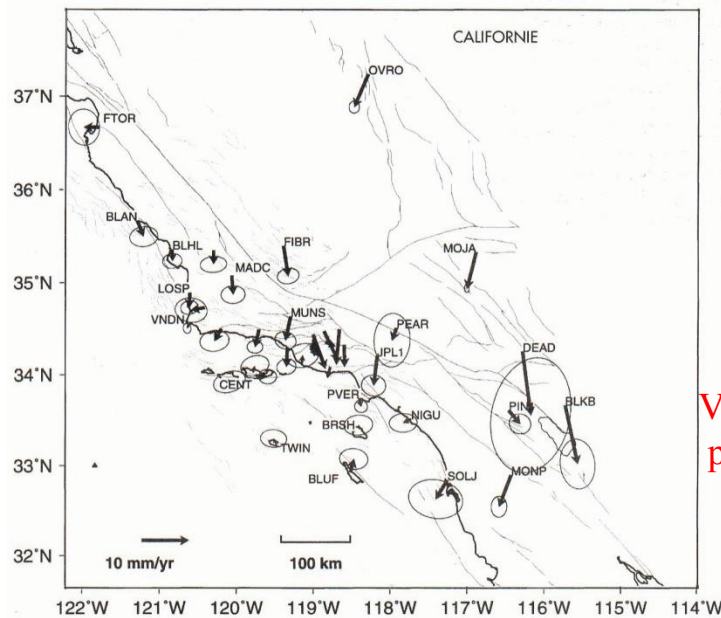 CALIFORNIE
OVRO
37°N
FTOR
36°N
BLAN
BLHL
FIBR
MOJA
35°N
MADC
LOSP
VNDN
MUNS
PEAR
DEAD
34°N
JPL1
CENT
PVER
PIN
BLKB
V
BRSH
NIGU
p
TWIN
33°N
BLUF
SOLJ
MONP
10 mm/yr
100 km
32°N
122°W 121°W 120°W 119°W 118°W 117°W 116°W 115°W 114°W